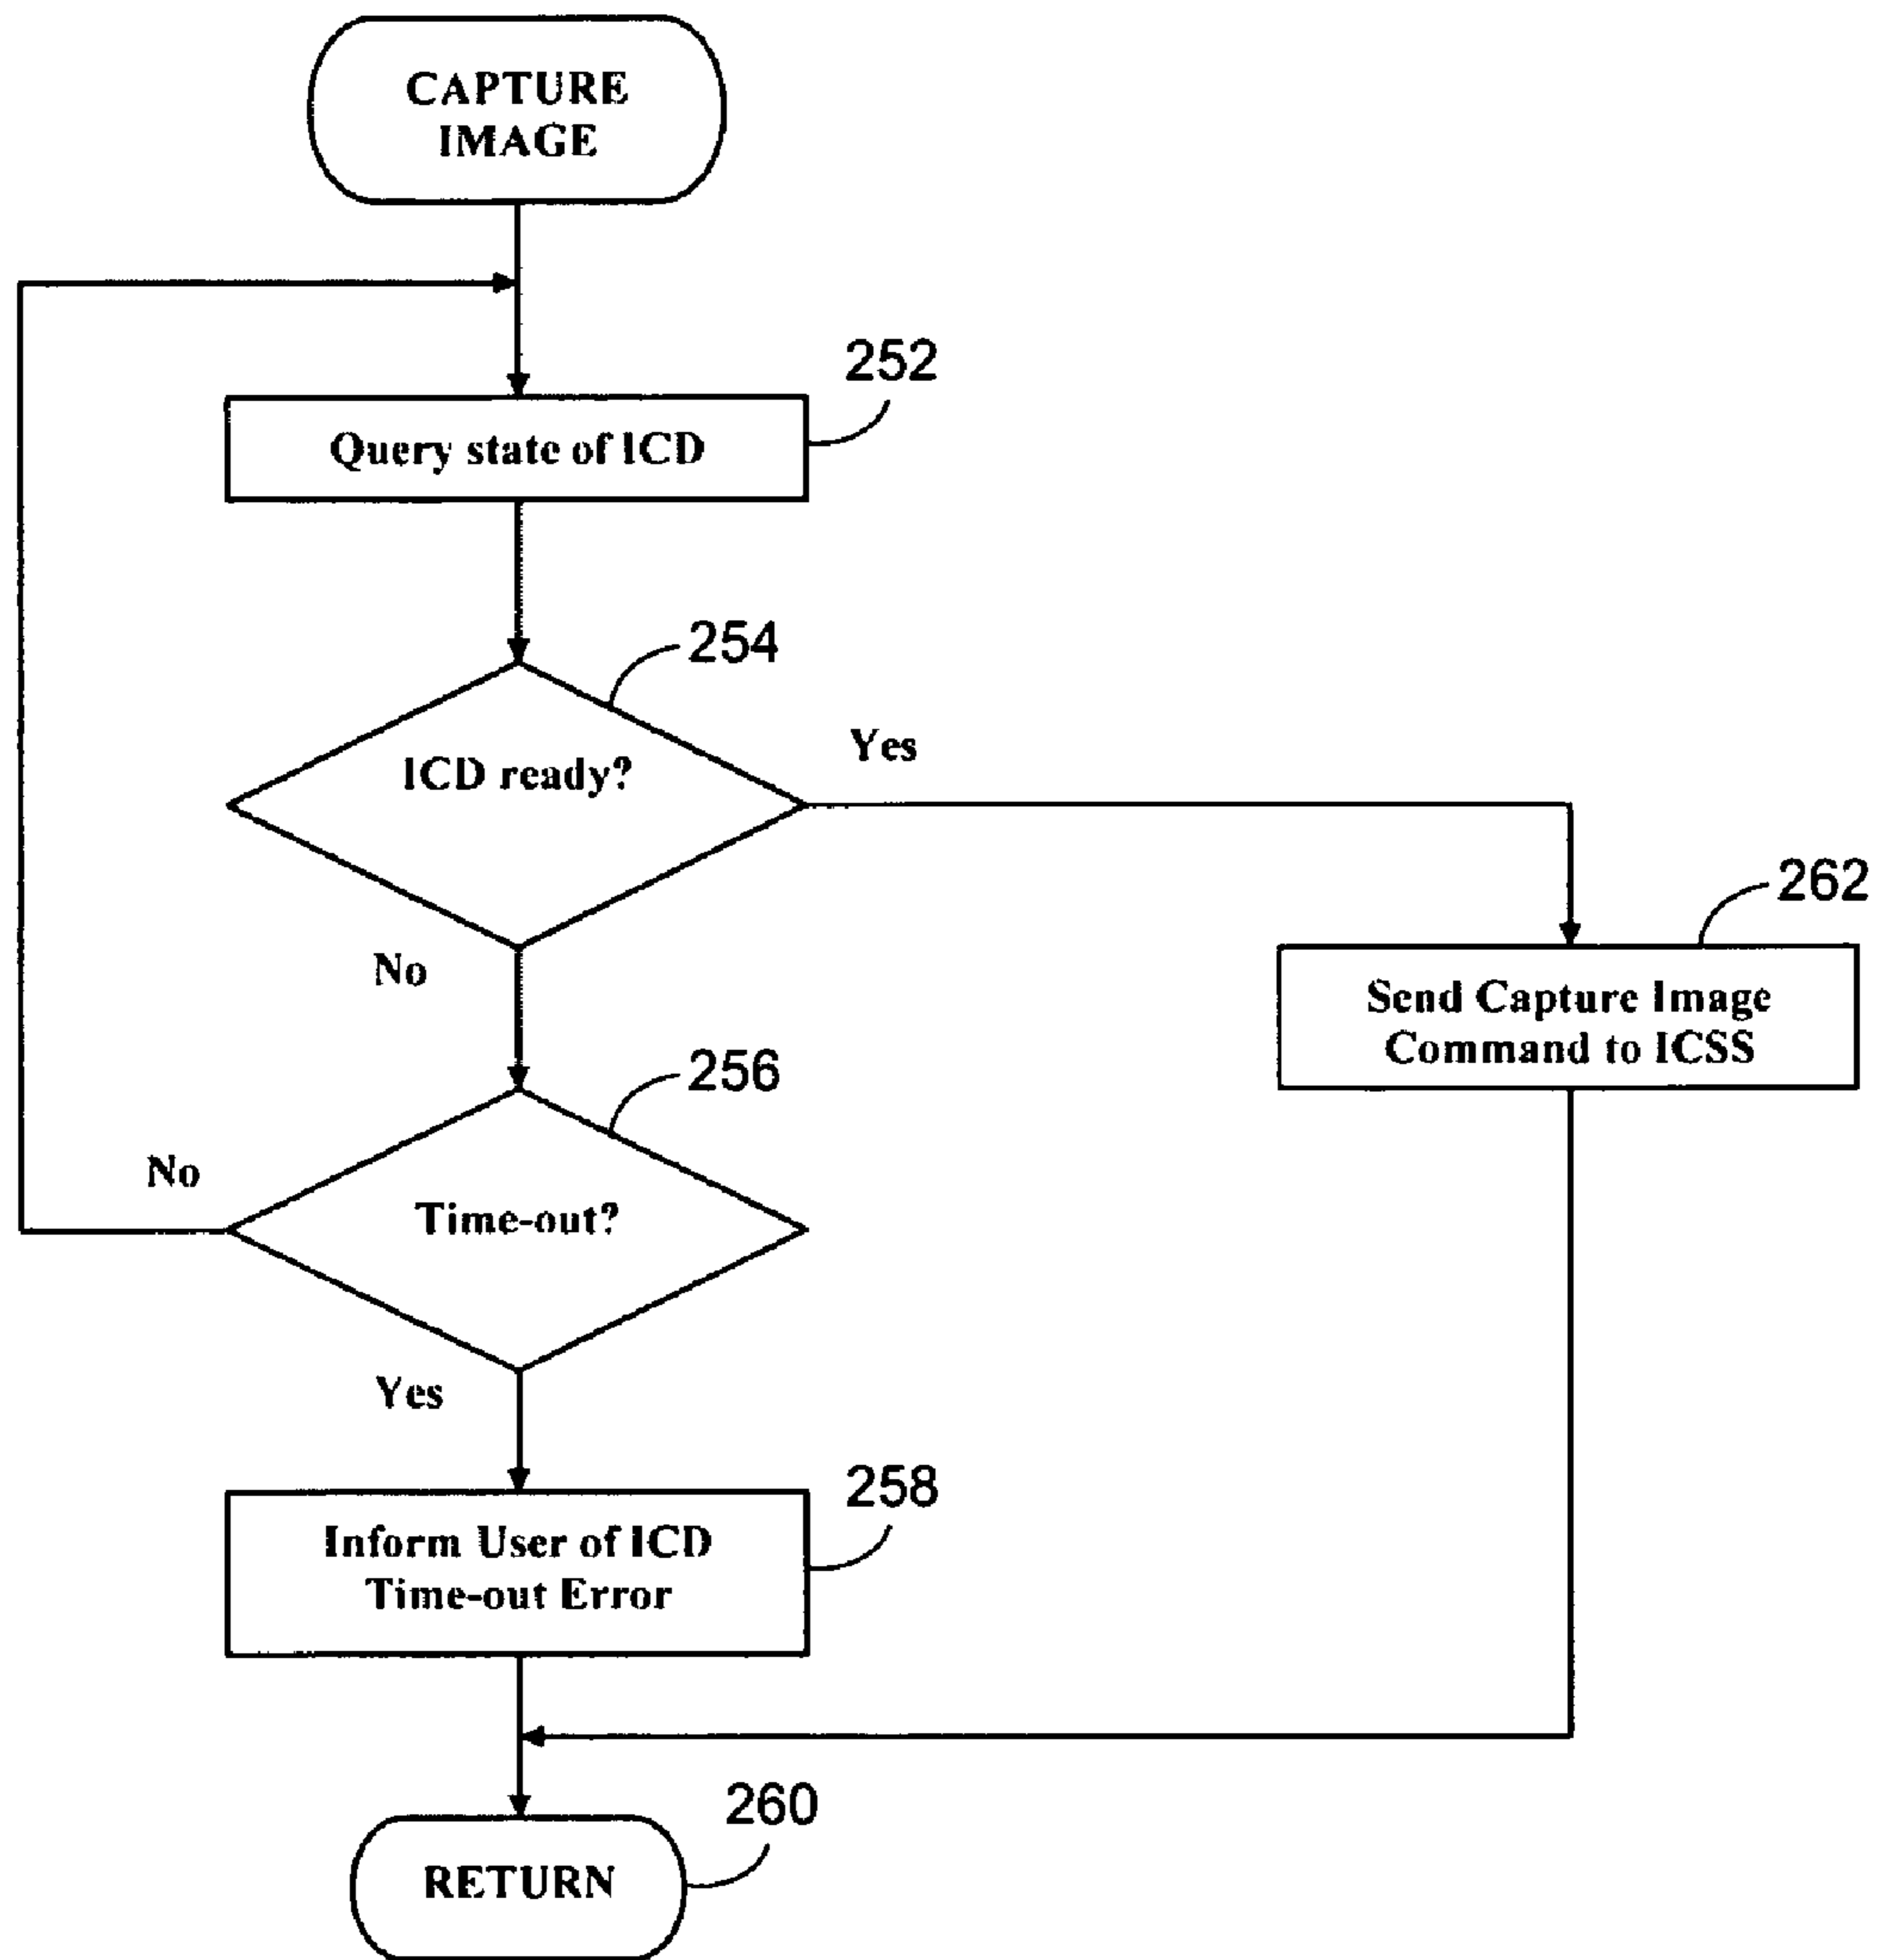 CAPTURE
IMAGE
252
Query state of ICD
254
ICD ready?
Yes
262
No
Send Capture Image
Command to ICSS
256
No
Time-out?
Yes
258
Inform User of ICD
Time-out Error
260
RETURN